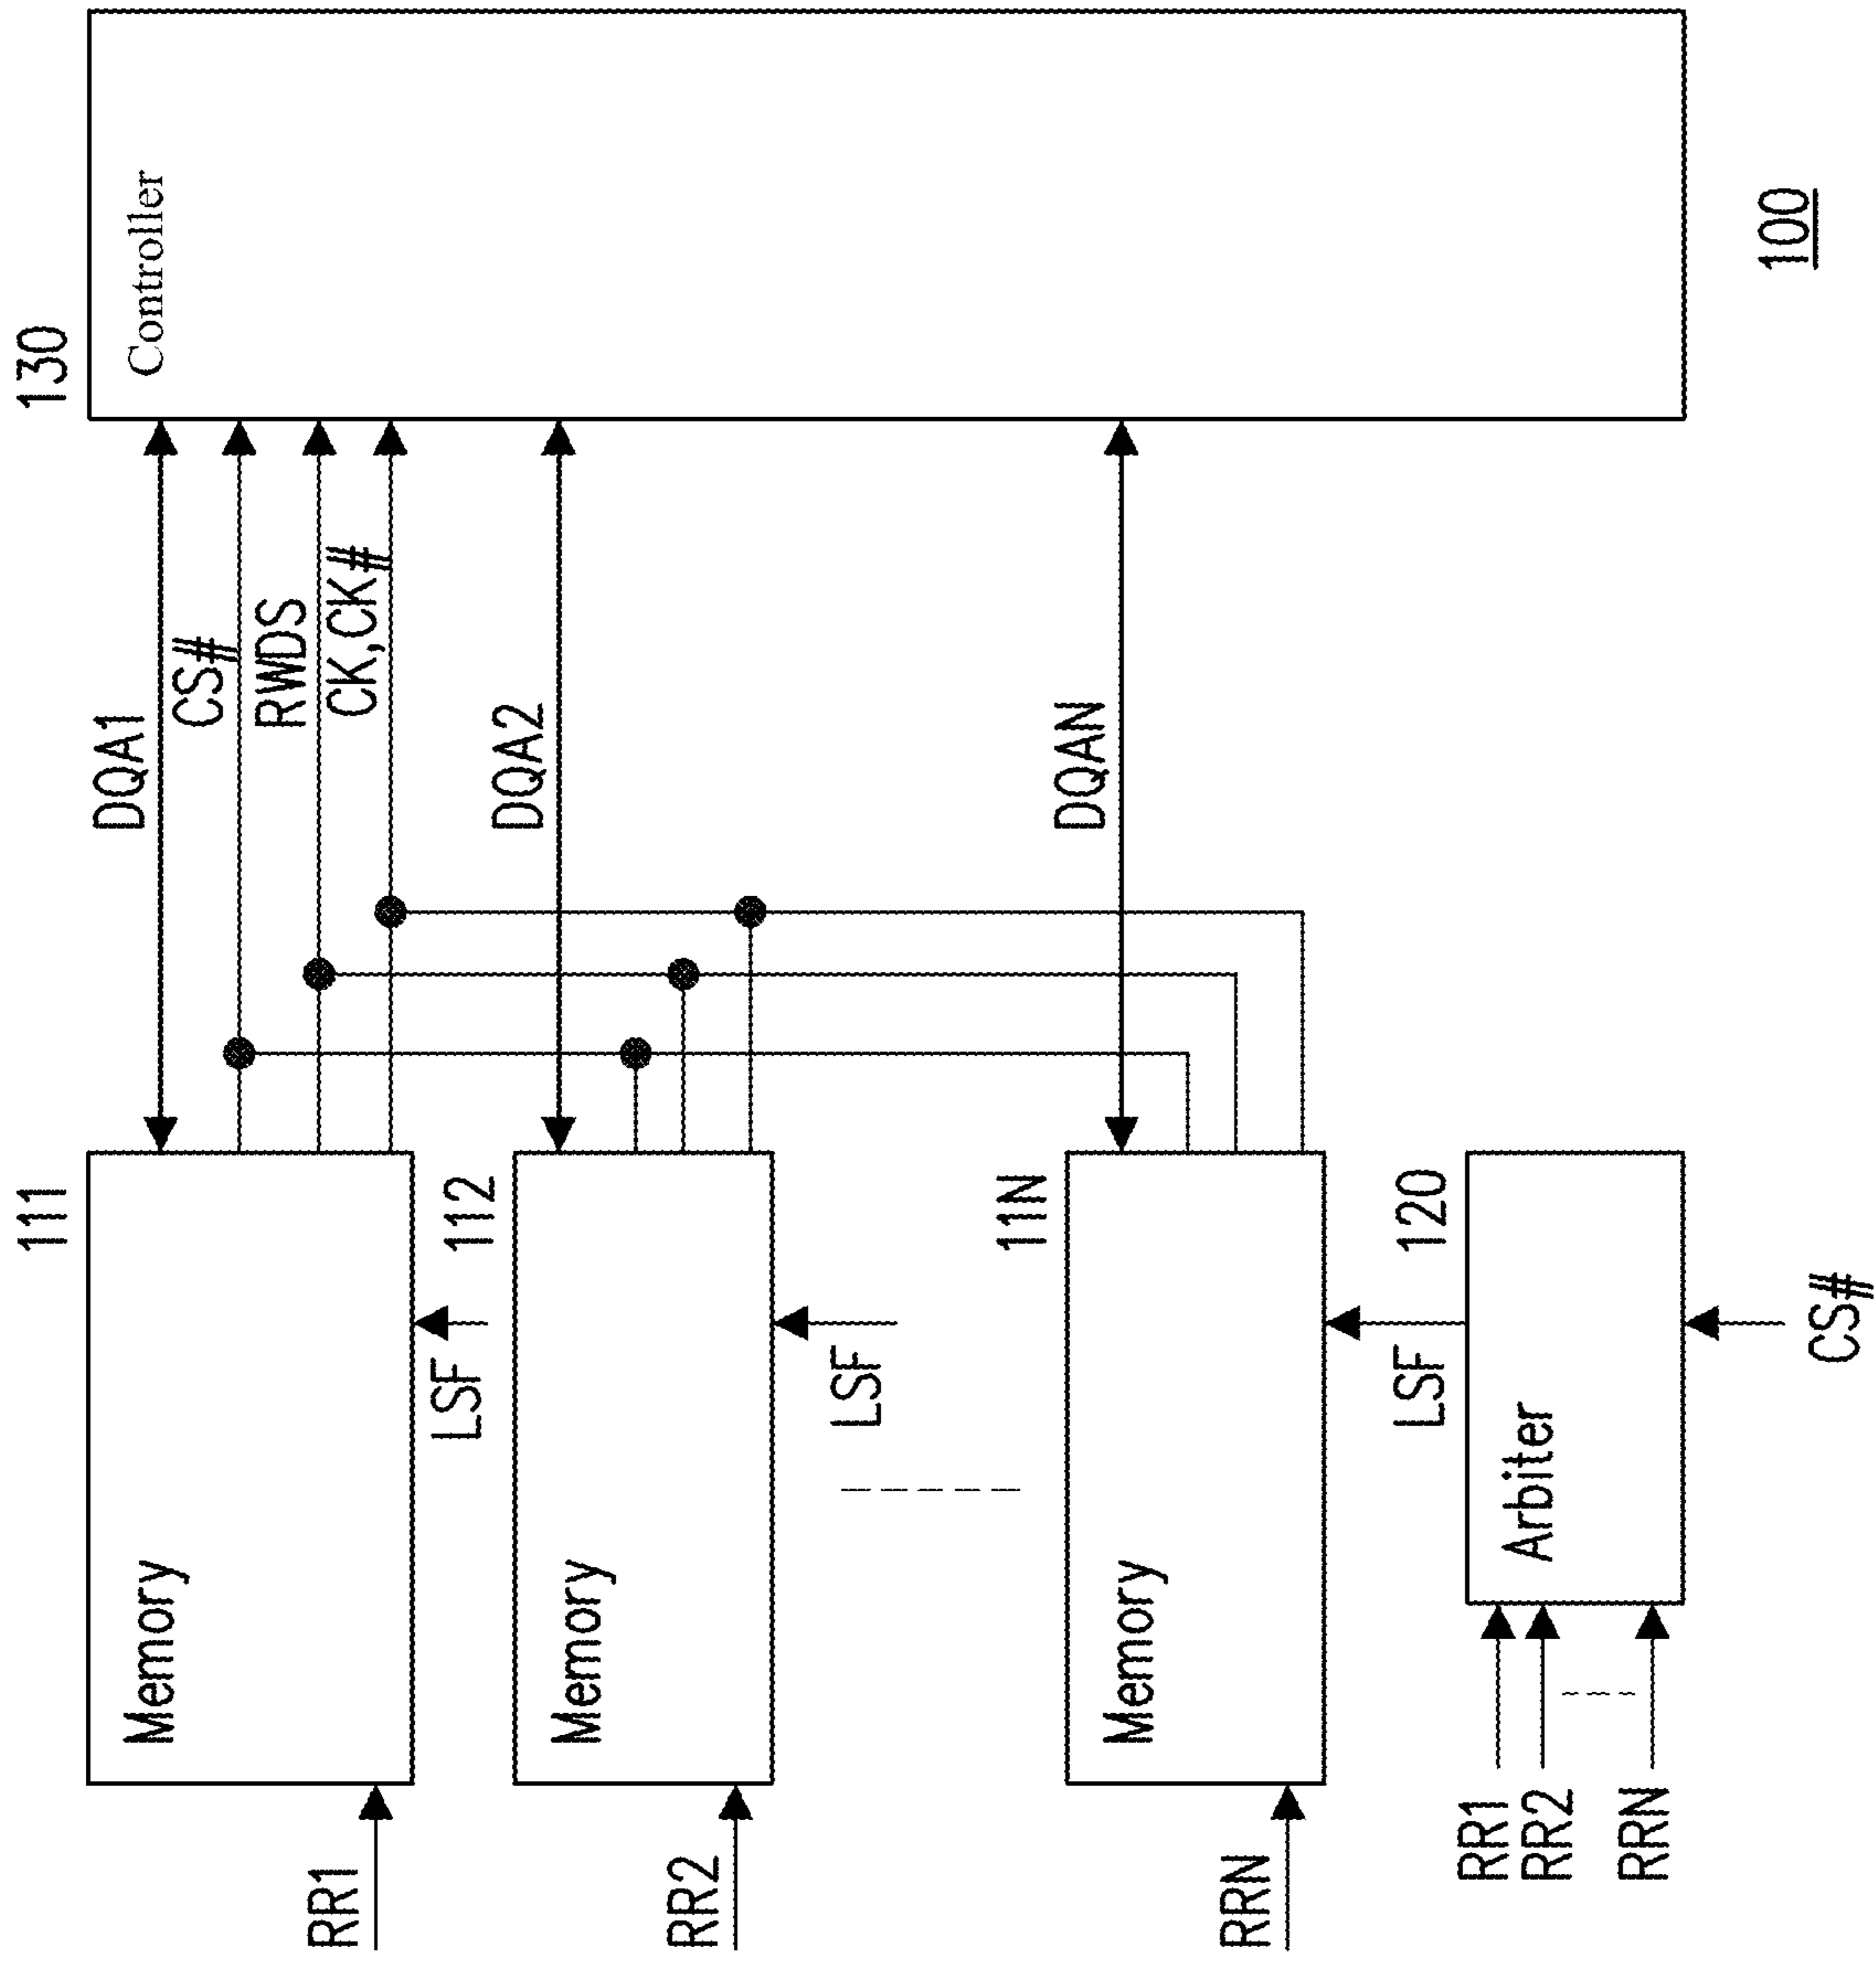 111
130
Memory
Controller
RR1
LSF
DQA1
CS#
RWDS
CK,CK#
112
Memory
RR2
LSF
DQA2
11N
Memory
RRN
LSF
DQAN
120
Arbiter
RR1
RR2
RRN
CS#
100